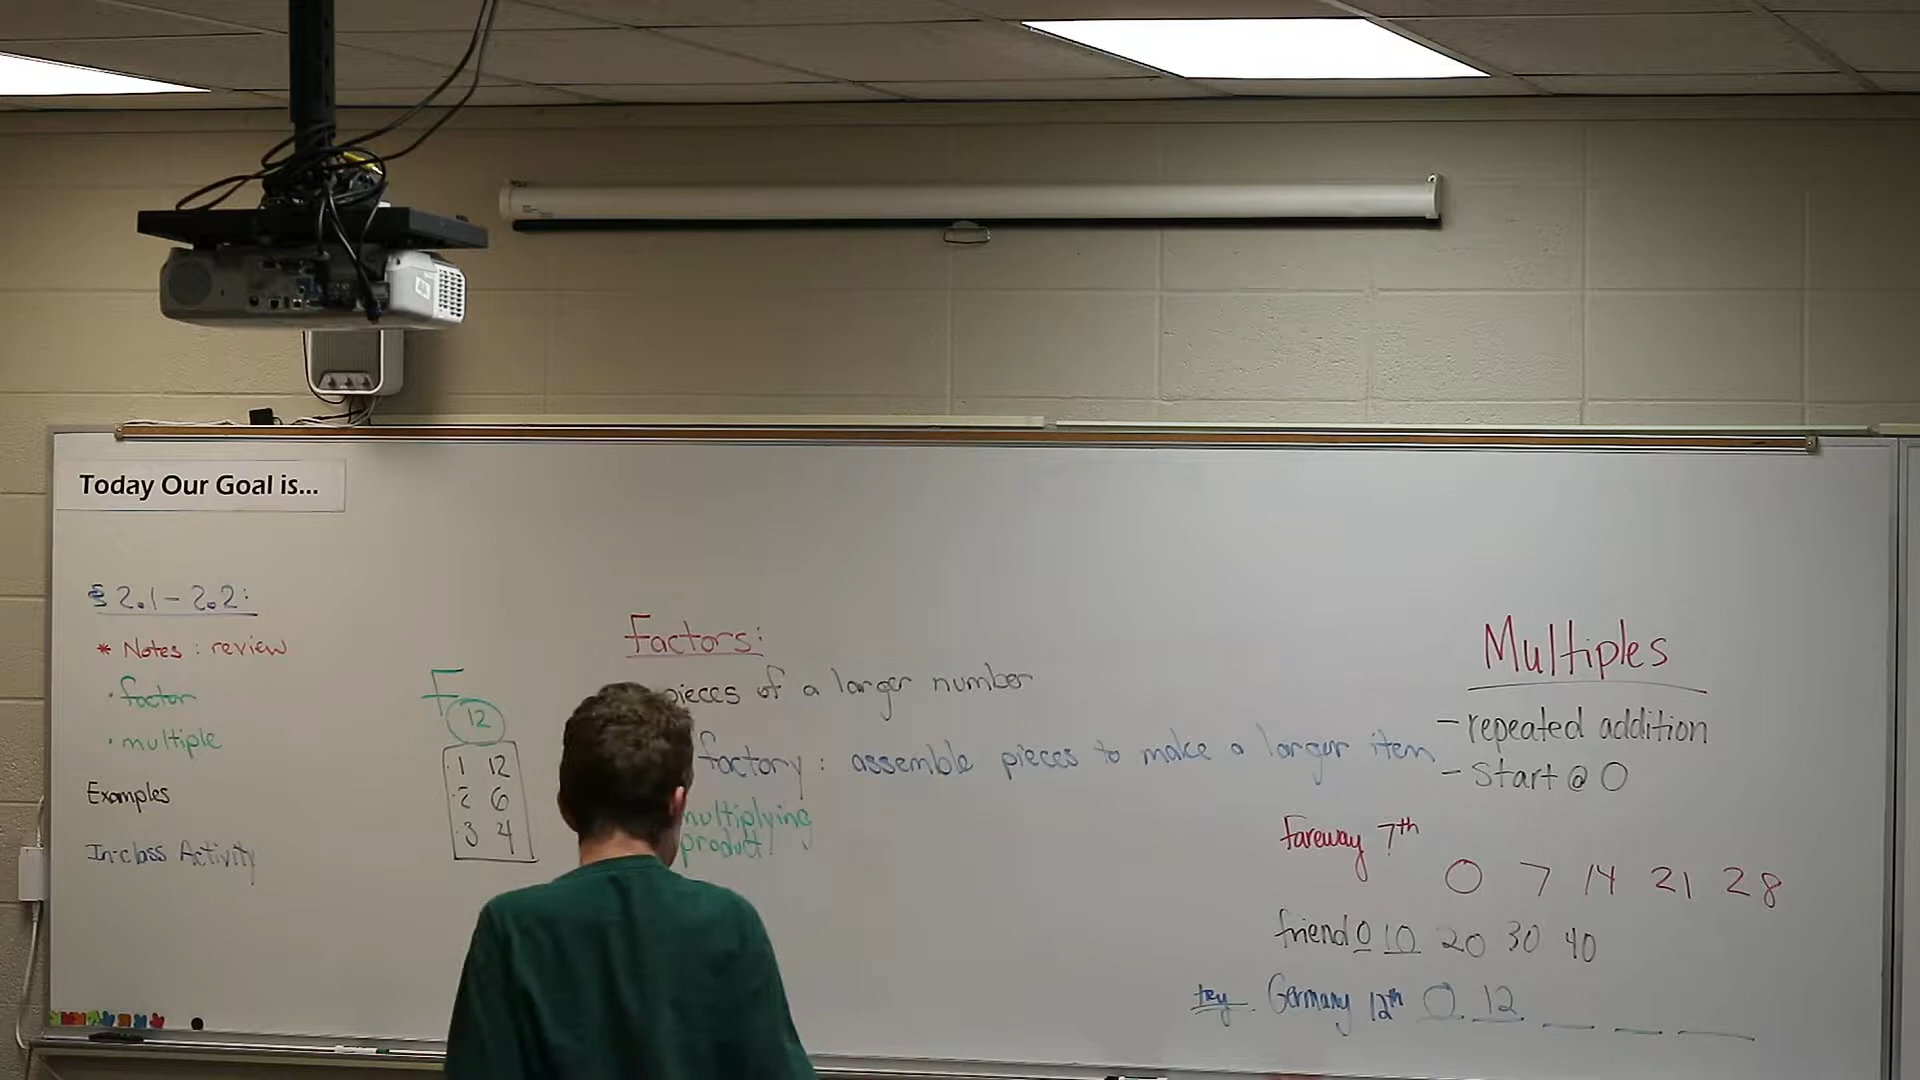 Today Our Goal is...
§ 2.1 - 2.2:
* Notes : review
· factor
· multiple
Examples
In-class Activity
F
12
· 1 12
· 2 6
· 3 4
Factors:
pieces of a larger number
factory : assemble pieces to make a larger item
multiplying
product!
Multiples
- repeated addition
- Start @ 0
Fareway 7th
0 7 14 21 28
friend 0 10 20 30 40
try Germany 12th 0 12 __ __ __